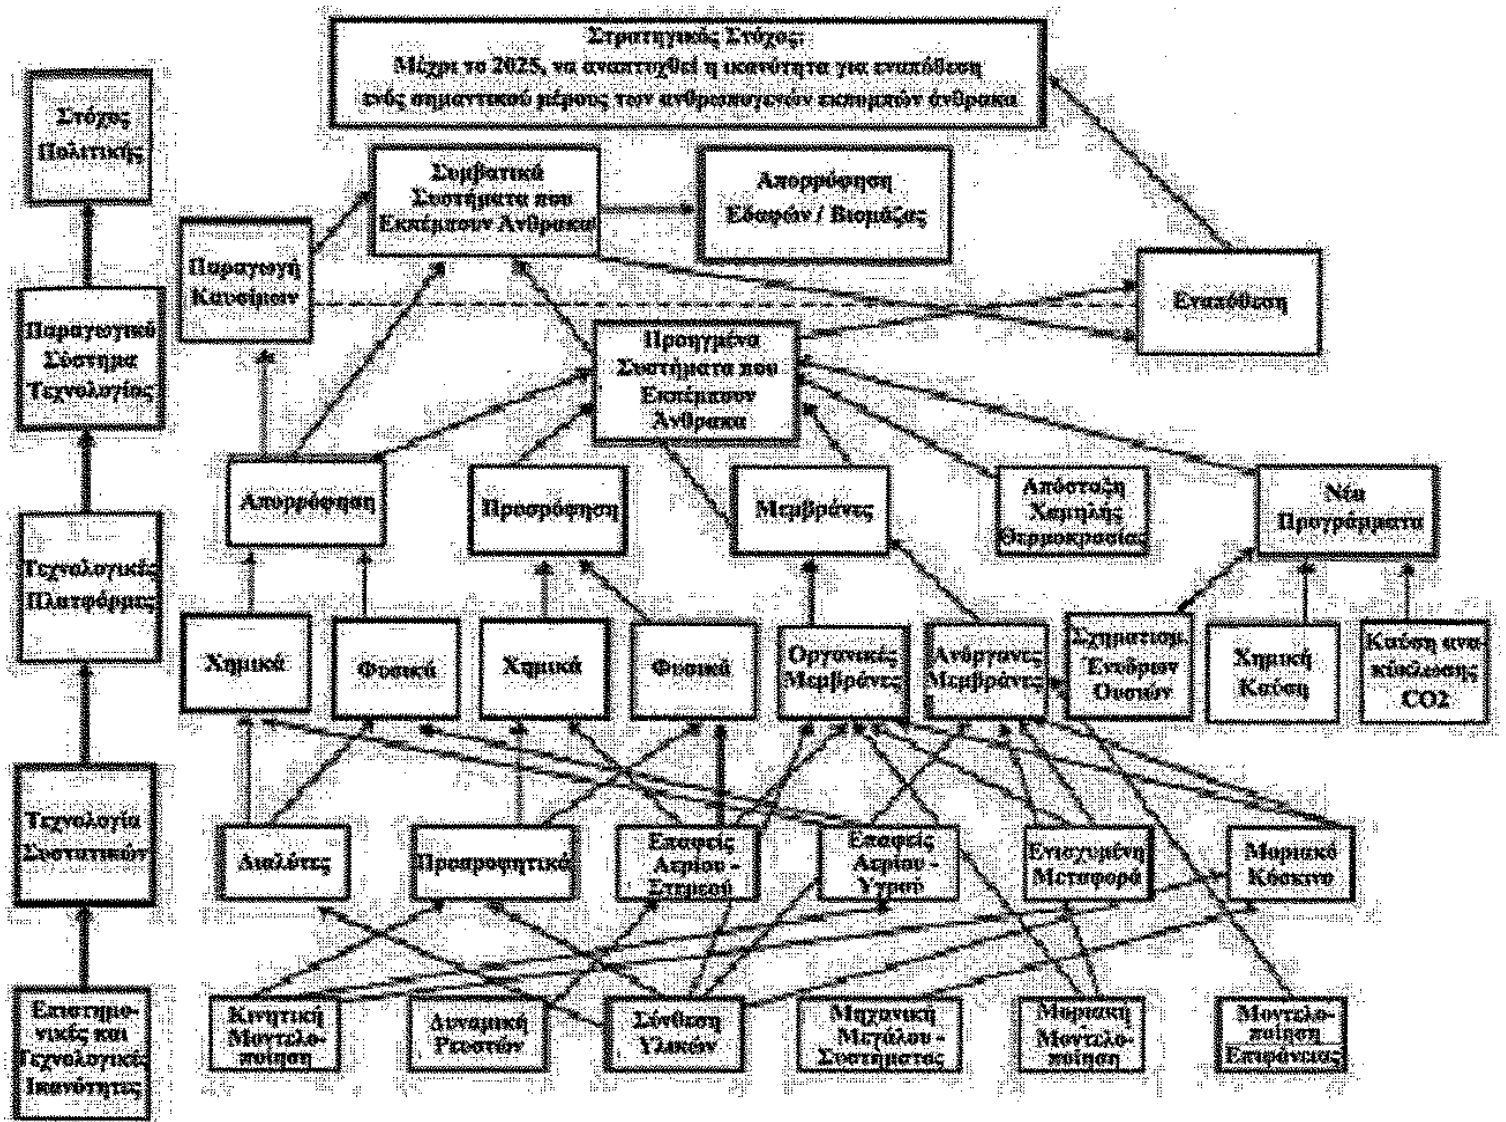 Στρατηγικός Στόχος:
Μέχρι το 2025, να αναπτυχθεί η ικανότητα για εναπόθεση
ενός σημαντικού μέρους των ανθρωπογενών εκπομπών άνθρακα
Στόχος
Πολιτικής
Συμβατικά
Συστήματα που
Εκπέμπουν Άνθρακα
Απορρόφηση
Εδαφών / Βιομάζας
Παραγωγή
Καυσίμων
Εναπόθεση
Παραγωγικό
Σύστημα
Τεχνολογίας
Προηγμένα
Συστήματα που
Εκπέμπουν
Άνθρακα
Απορρόφηση
Προσρόφηση
Μεμβράνες
Απόσταξη
Χαμηλής
Θερμοκρασίας
Νέα
Προγράμματα
Τεχνολογικές
Πλατφόρμες
Χημικά
Φυσικά
Χημικά
Φυσικά
Οργανικές
Μεμβράνες
Ανόργανες
Μεμβράνες
Σχηματισμ.
Ένυδρων
Ουσιών
Χημική
Καύση
Καύση ανα-
κύκλωσης
CO2
Τεχνολογία
Συστατικών
Διαλύτες
Προσροφητικά
Επαφείς
Αερίου -
Στερεού
Επαφείς
Αερίου -
Υγρού
Ενισχυμένη
Μεταφορά
Μοριακό
Κόσκινο
Επιστημο-
νικές και
Τεχνολογικές
Ικανότητες
Κινητική
Μοντελο-
ποίηση
Δυναμική
Ρευστών
Σύνθεση
Υλικών
Μηχανική
Μεγάλου -
Συστήματος
Μοριακή
Μοντελο-
ποίηση
Μοντελο-
ποίηση
Επιφάνειας